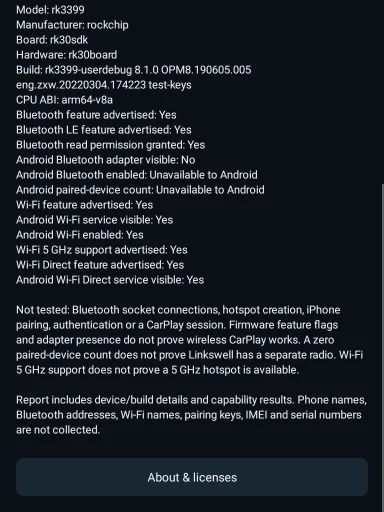 Model: rk3399
Manufacturer: rockchip
Board: rk30sdk
Hardware: rk30board
Build: rk3399-userdebug 8.1.0 OPM8.190605.005
eng.zxw.20220304.174223 test-keys
CPU ABI: arm64-v8a
Bluetooth feature advertised: Yes
Bluetooth LE feature advertised: Yes
Bluetooth read permission granted: Yes
Android Bluetooth adapter visible: No
Android Bluetooth enabled: Unavailable to Android
Android paired-device count: Unavailable to Android
Wi-Fi feature advertised: Yes
Android Wi-Fi service visible: Yes
Android Wi-Fi enabled: Yes
Wi-Fi 5 GHz support advertised: Yes
Wi-Fi Direct feature advertised: Yes
Android Wi-Fi Direct service visible: Yes
Not tested: Bluetooth socket connections, hotspot creation, iPhone
pairing, authentication or a CarPlay session. Firmware feature flags
and adapter presence do not prove wireless CarPlay works. A zero
paired-device count does not prove Linkswell has a separate radio. Wi-Fi
5 GHz support does not prove a 5 GHz hotspot is available.
Report includes device/build details and capability results. Phone names,
Bluetooth addresses, Wi-Fi names, pairing keys, IMEI and serial numbers
are not collected.
About & licenses